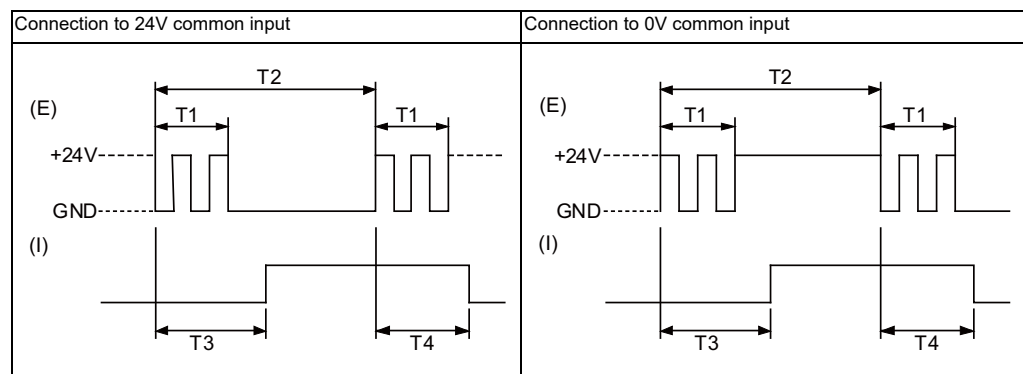 Connection to 24V common input
T2
(E)
T1
T1
+24V
GND
(I)
T3
T4
Connection to 0V common input
T2
(E)
T1
T1
+24V
GND
(I)
T3
T4